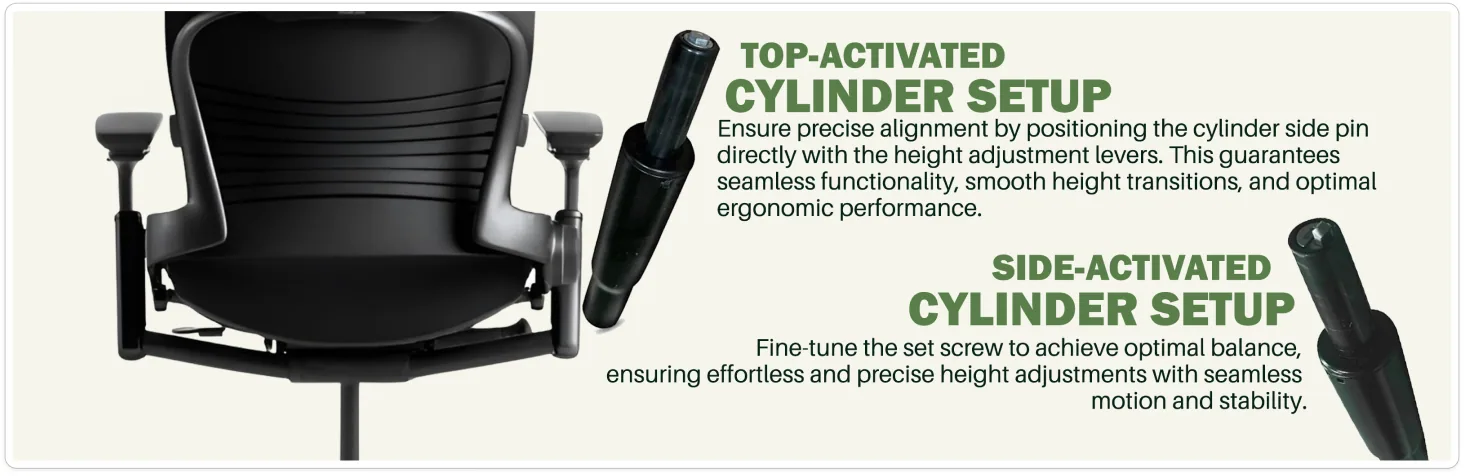 TOP-ACTIVATED
CYLINDER SETUP
Ensure precise alignment by positioning the cylinder side pin
directly with the height adjustment levers. This guarantees
seamless functionality, smooth height transitions, and optimal
ergonomic performance.
SIDE-ACTIVATED
CYLINDER SETUP
Fine-tune the set screw to achieve optimal balance,
ensuring effortless and precise height adjustments with seamless
motion and stability.